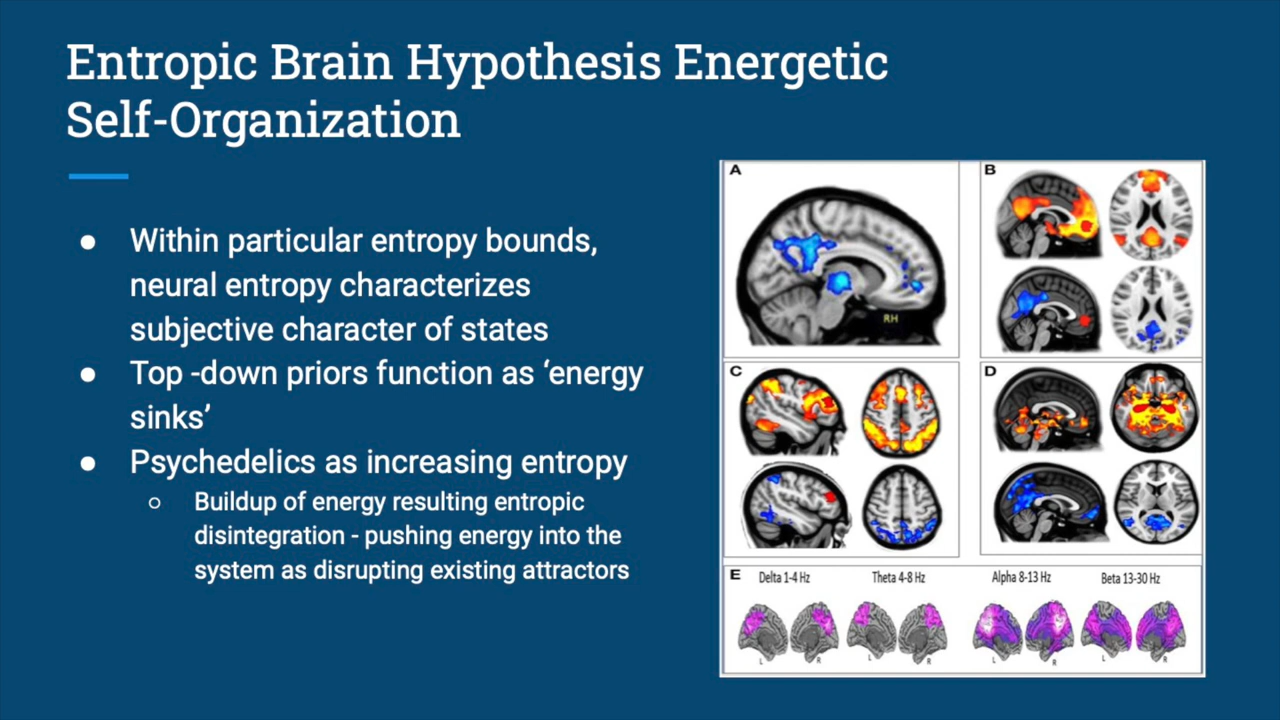 Entropic Brain Hypothesis Energetic
Self-Organization
● Within particular entropy bounds,
neural entropy characterizes
subjective character of states
● Top -down priors function as ‘energy
sinks’
● Psychedelics as increasing entropy
○ Buildup of energy resulting entropic
disintegration - pushing energy into the
system as disrupting existing attractors
A
RH
B
C
D
E Delta 1-4 Hz Theta 4-8 Hz Alpha 8-13 Hz Beta 13-30 Hz
L R L R L R L R